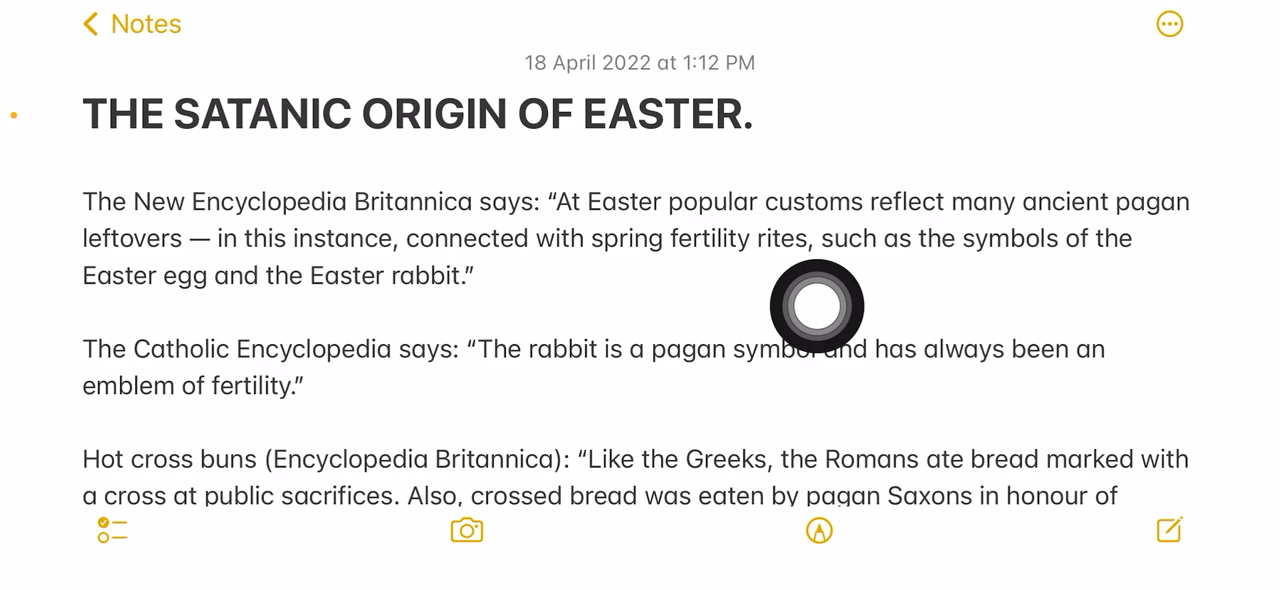 Notes
18 April 2022 at 1:12 PM
THE SATANIC ORIGIN OF EASTER.
The New Encyclopedia Britannica says: “At Easter popular customs reflect many ancient pagan
leftovers — in this instance, connected with spring fertility rites, such as the symbols of the
Easter egg and the Easter rabbit.”
The Catholic Encyclopedia says: “The rabbit is a pagan symbol and has always been an
emblem of fertility.”
Hot cross buns (Encyclopedia Britannica): “Like the Greeks, the Romans ate bread marked with
a cross at public sacrifices. Also, crossed bread was eaten by pagan Saxons in honour of